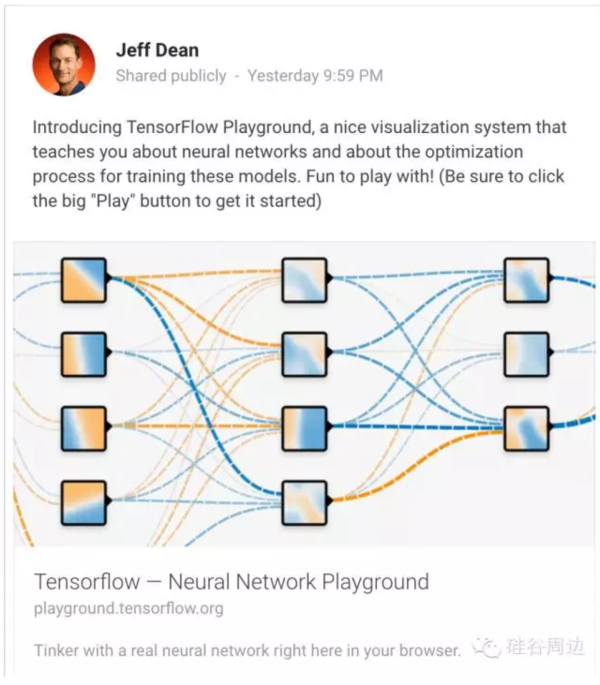 Jeff Dean
Shared publicly - Yesterday 9:59 PM
Introducing TensorFlow Playground, a nice visualization system that
teaches you about neural networks and about the optimization
process for training these models. Fun to play with! (Be sure to click
the big "Play" button to get it started)
Tensorflow — Neural Network Playground
playground.tensorflow.org
Tinker with a real neural network right here in your browser.
硅谷周边